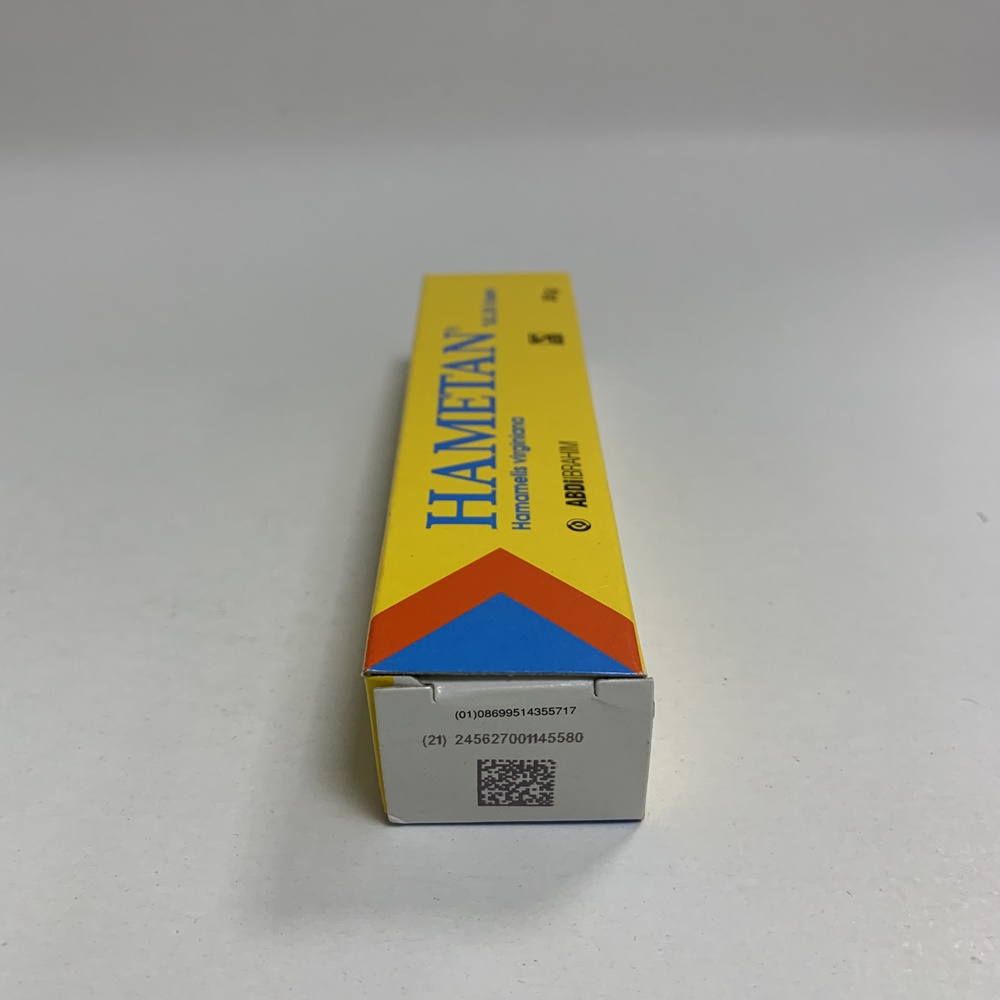 HAMETAN®
Hamamelis virginiana
ABDİİBRAHİM
(01)08699514355717
(21) 245627001145580